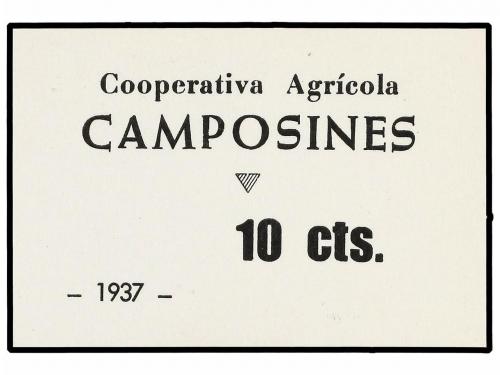 Cooperativa Agrícola
CAMPOSINES
10 cts.
- 1937 -